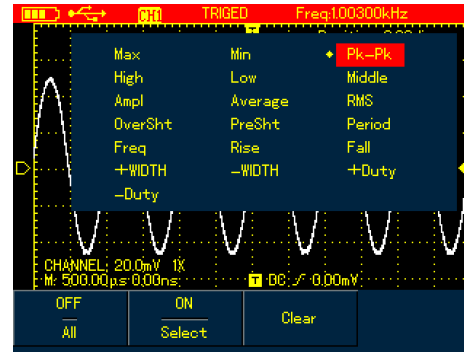 CH1 TRIGED Freq:1.00300kHz
Max Min Pk-Pk
High Low Middle
Ampl Average RMS
OverSht PreSht Period
Freq Rise Fall
+WIDTH -WIDTH +Duty
-Duty
CHANNEL: 20.0mV 1X
M: 500.00μs 0.00ns T DC: 0.00mV
OFF ON
All Select Clear